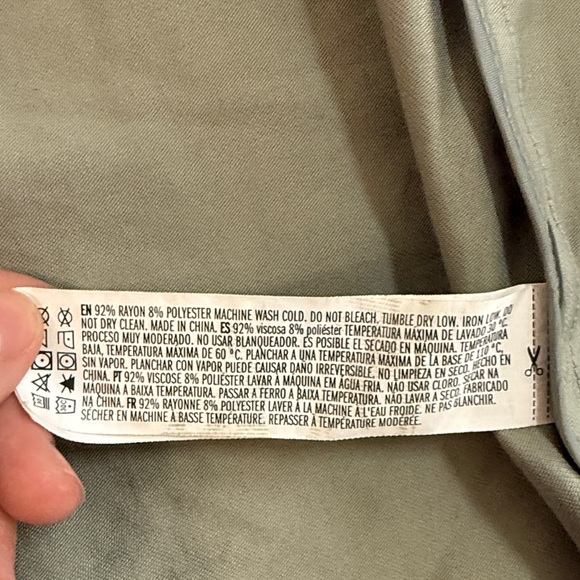 EN 92% RAYON 8% POLYESTER MACHINE WASH COLD. DO NOT BLEACH. TUMBLE DRY LOW. IRON LOW. DO
NOT DRY CLEAN. MADE IN CHINA. ES 92% viscosa 8% poliéster TEMPERATURA MÁXIMA DE LAVADO 30 °C.
PROCESO MUY MODERADO. NO USAR BLANQUEADOR. ES POSIBLE EL SECADO EN MÁQUINA, TEMPERATURA
BAJA, TEMPERATURA MÁXIMA DE 60 °C. PLANCHAR A UNA TEMPERATURA MÁXIMA DE LA BASE DE 110 °C,
SIN VAPOR. PLANCHAR CON VAPOR PUEDE CAUSAR DAÑO IRREVERSIBLE. NO LIMPIEZA EN SECO. HECHO EN
CHINA. PT 92% VISCOSE 8% POLIÉSTER LAVAR À MÁQUINA EM ÁGUA FRIA. NÃO USAR CLORO. SECAR NA
MÁQUINA A BAIXA TEMPERATURA. PASSAR A FERRO A BAIXA TEMPERATURA. NÃO LAVAR A SECO. FABRICADO
NA CHINA. FR 92% RAYONNE 8% POLYESTER LAVER À LA MACHINE À L'EAU FROIDE. NE PAS BLANCHIR.
SÉCHER EN MACHINE À BASSE TEMPÉRATURE. REPASSER À TEMPÉRATURE MODÉRÉE.